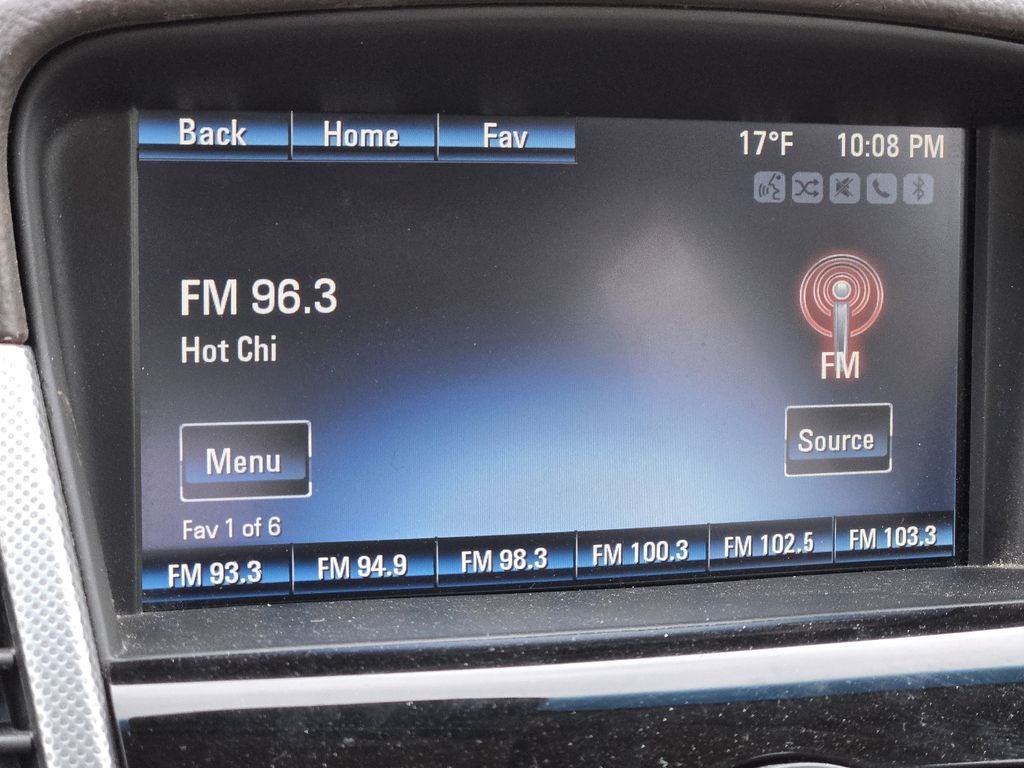 Back Home Fav 17°F 10:08 PM
FM 96.3
Hot Chi
FM
Menu
Source
Fav 1 of 6
FM 93.3 FM 94.9 FM 98.3 FM 100.3 FM 102.5 FM 103.3